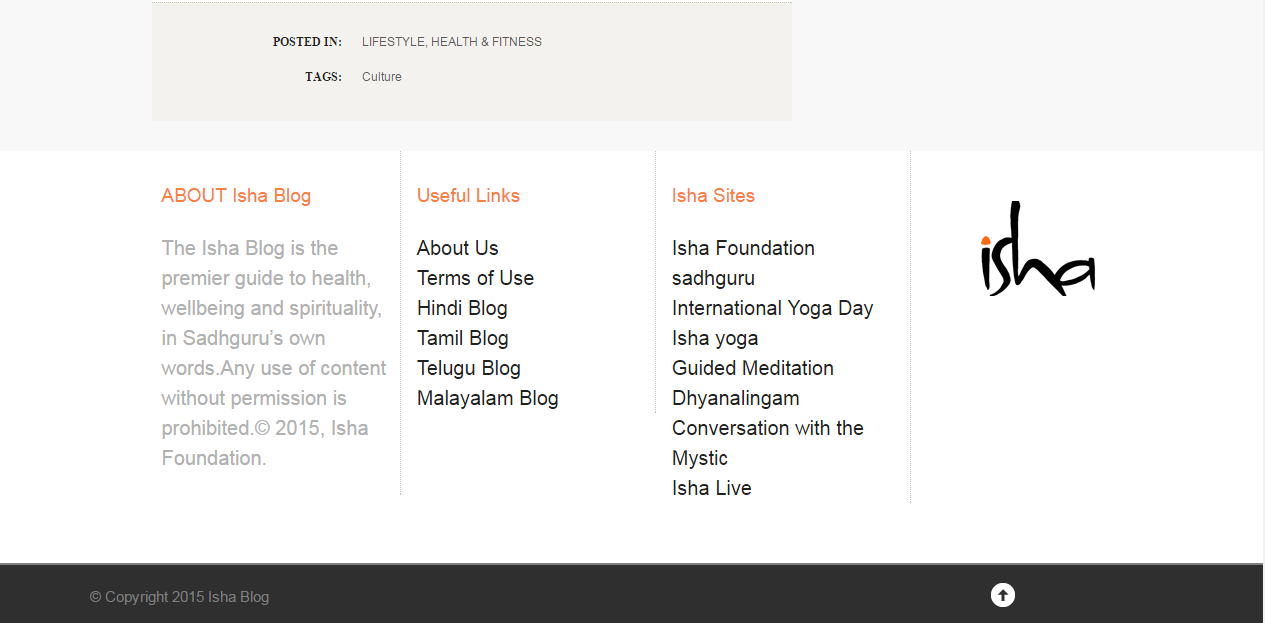 POSTED IN: LIFESTYLE, HEALTH & FITNESS
TAGS: Culture
ABOUT Isha Blog
The Isha Blog is the
premier guide to health,
wellbeing and spirituality,
in Sadhguru’s own
words.Any use of content
without permission is
prohibited.© 2015, Isha
Foundation.
Useful Links
About Us
Terms of Use
Hindi Blog
Tamil Blog
Telugu Blog
Malayalam Blog
Isha Sites
Isha Foundation
sadhguru
International Yoga Day
Isha yoga
Guided Meditation
Dhyanalingam
Conversation with the
Mystic
Isha Live
isha
© Copyright 2015 Isha Blog